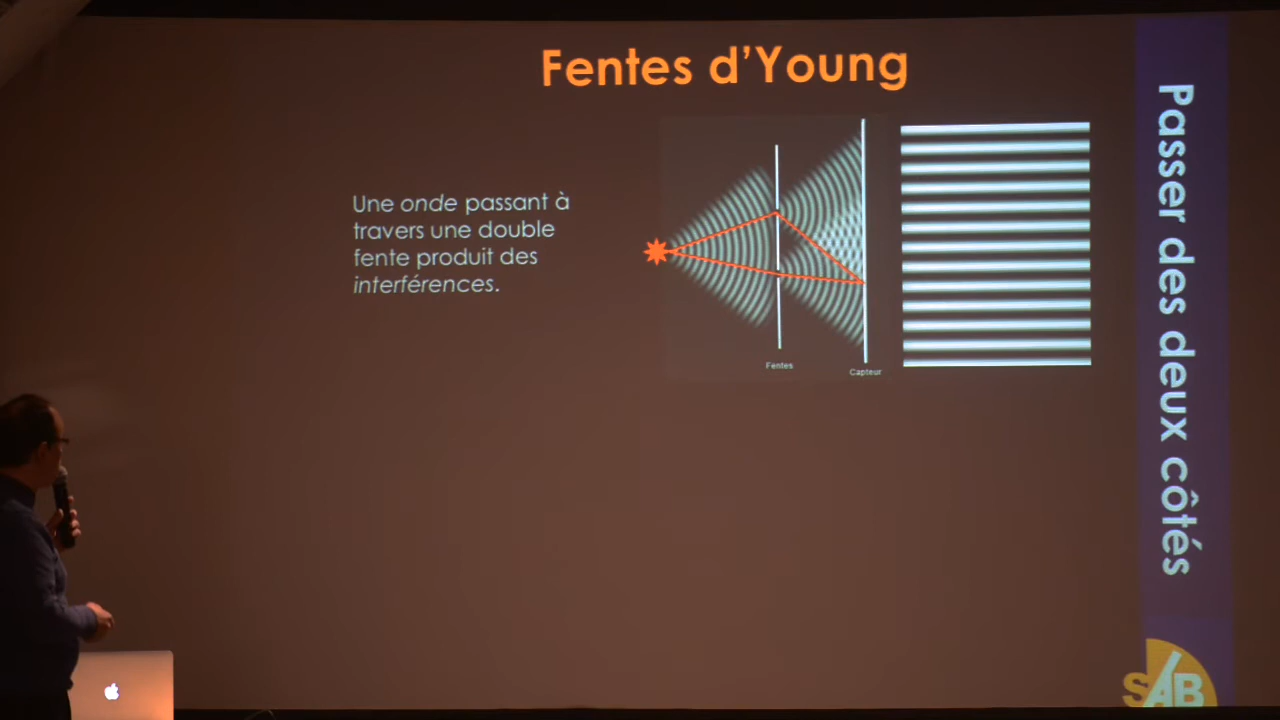 Fentes d'Young
Une onde passant à
travers une double
fente produit des
interférences.
Fentes
Capteur
Passer des deux côtés
SAB